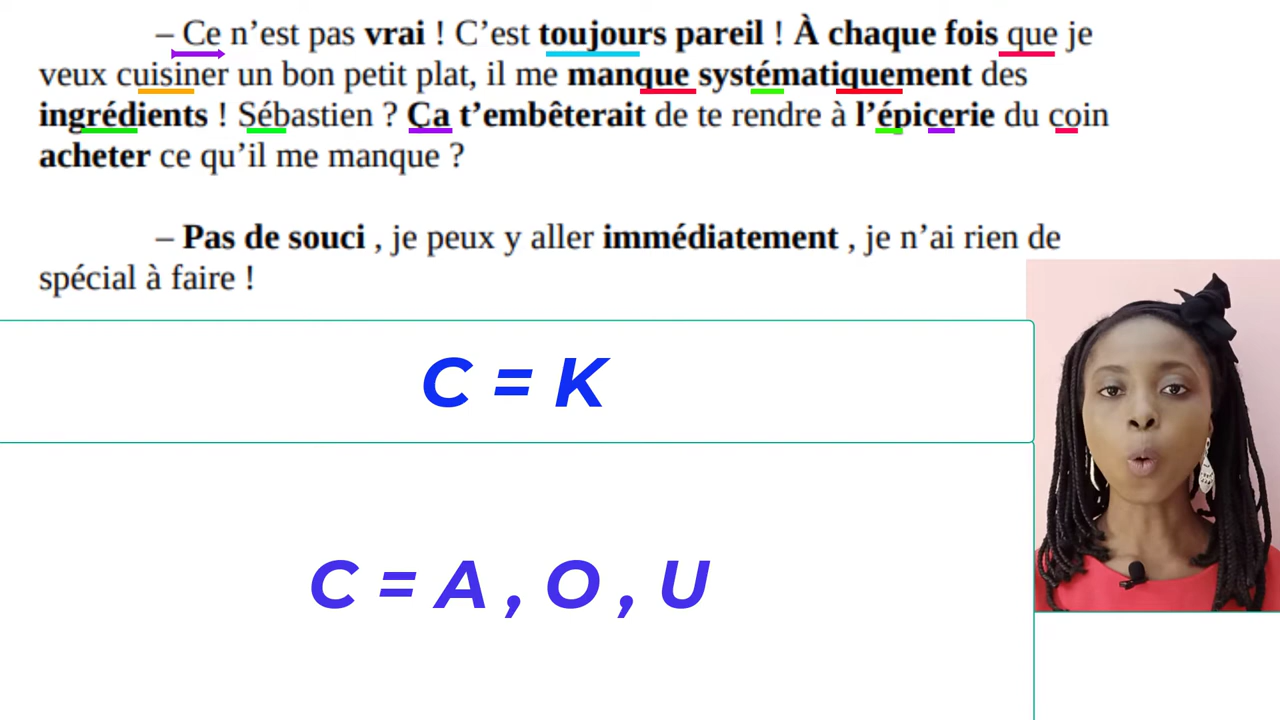 – Ce n’est pas vrai ! C’est toujours pareil ! À chaque fois que je
veux cuisiner un bon petit plat, il me manque systématiquement des
ingrédients ! Sébastien ? Ça t’embêterait de te rendre à l’épicerie du coin
acheter ce qu’il me manque ?
– Pas de souci , je peux y aller immédiatement , je n’ai rien de
spécial à faire !
C = K
C = A , O , U